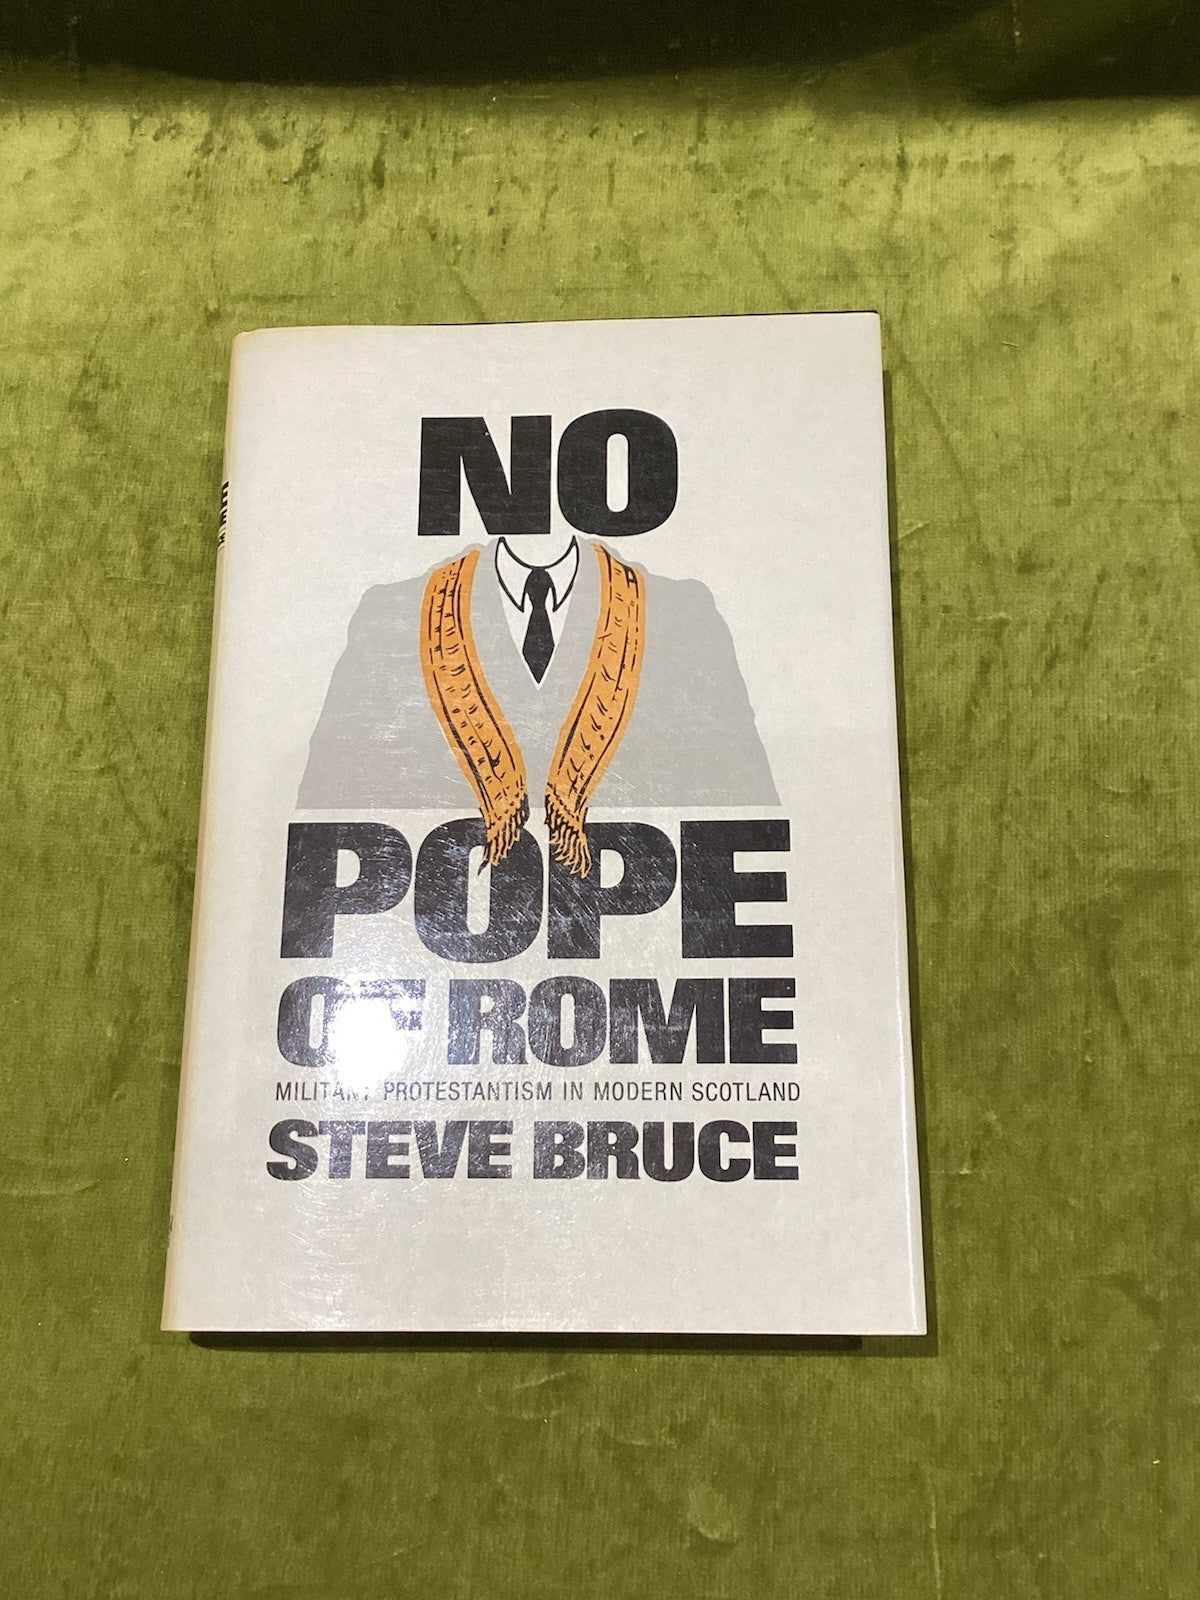 NO
POPE
OF ROME
MILITANT PROTESTANTISM IN MODERN SCOTLAND
STEVE BRUCE